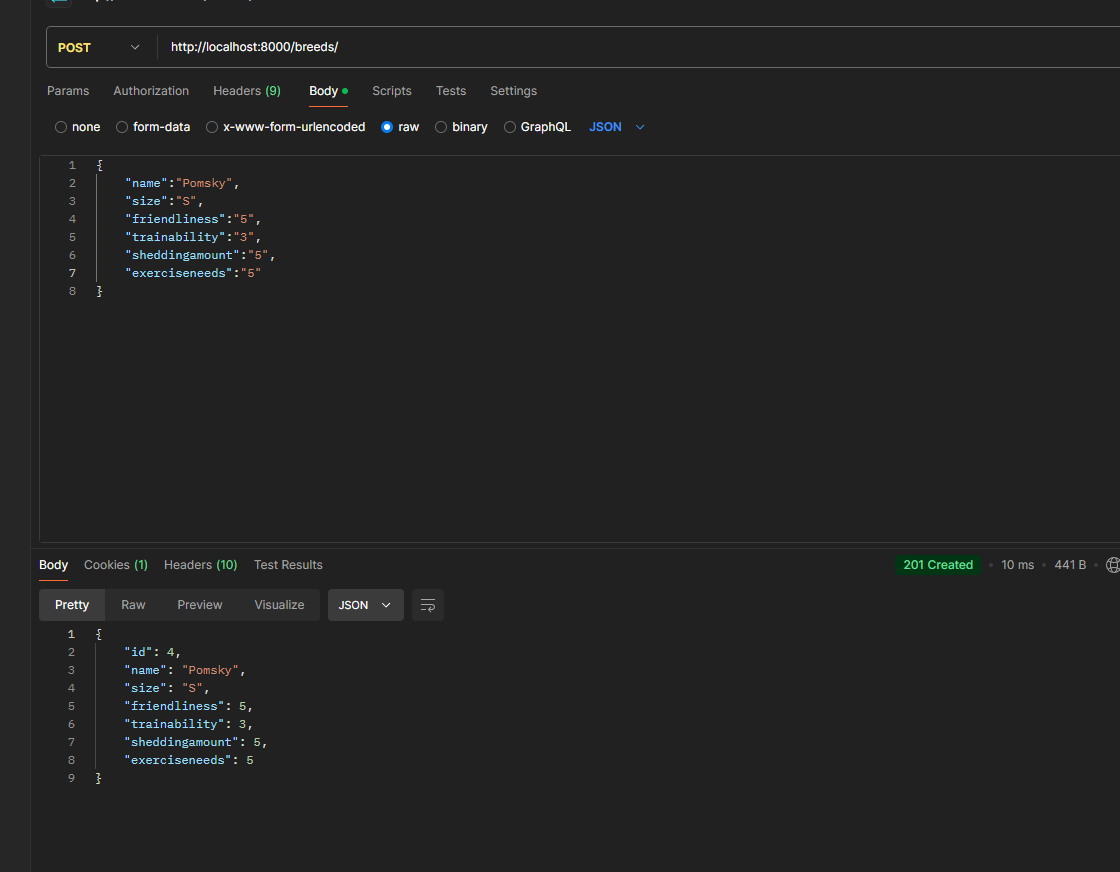 POST http://localhost:8000/breeds/
Params Authorization Headers (9) Body Scripts Tests Settings
none form-data x-www-form-urlencoded raw binary GraphQL JSON
1 {
2 "name":"Pomsky",
3 "size":"S",
4 "friendliness":"5",
5 "trainability":"3",
6 "sheddingamount":"5",
7 "exerciseneeds":"5"
8 }
Body Cookies (1) Headers (10) Test Results 201 Created • 10 ms • 441 B •
Pretty Raw Preview Visualize JSON
1 {
2 "id": 4,
3 "name": "Pomsky",
4 "size": "S",
5 "friendliness": 5,
6 "trainability": 3,
7 "sheddingamount": 5,
8 "exerciseneeds": 5
9 }